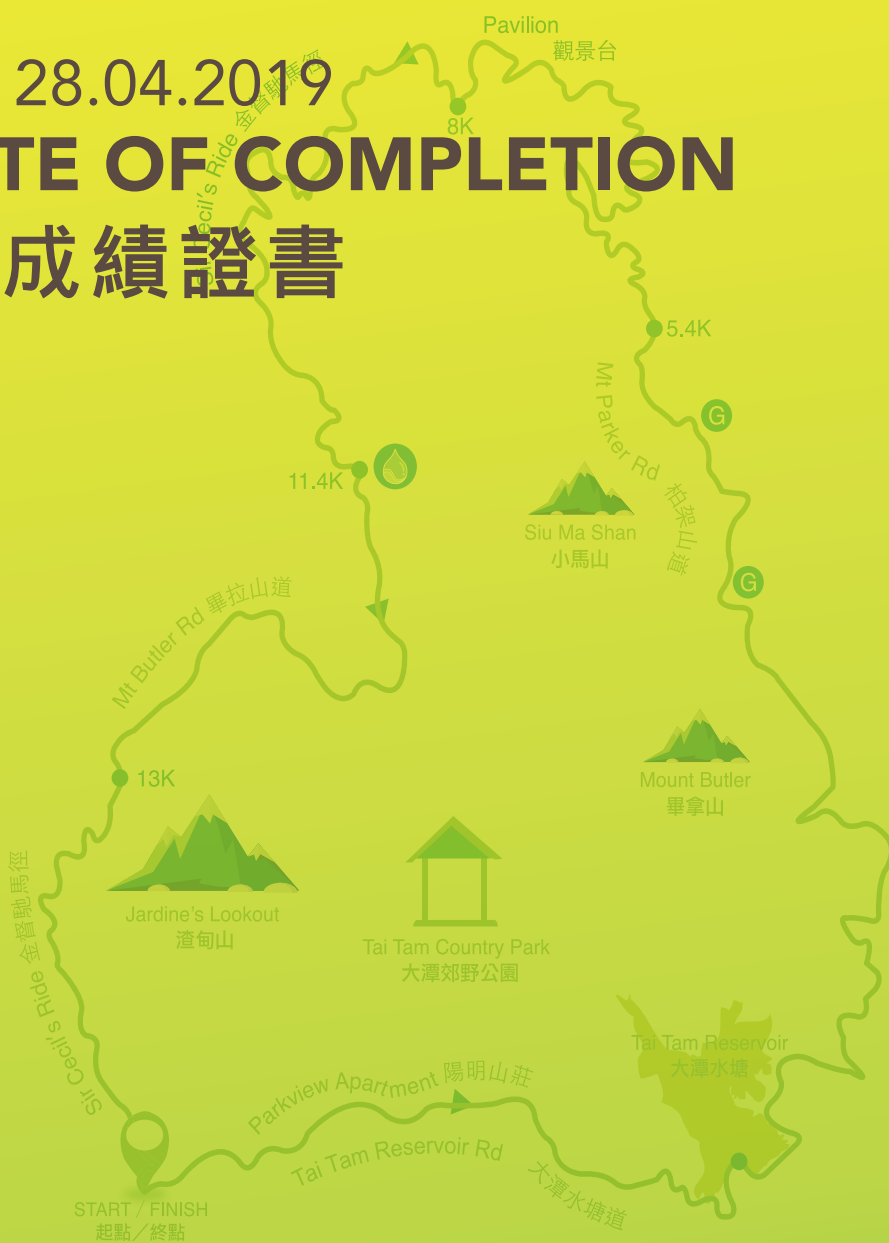 Pavilion
觀景台
28.04.2019
TE OF COMPLETION
成績證書
Sir Cecil's Ride 金督馳馬徑
8K
5.4K
G
Mt Parker Rd 柏架山道
11.4K
Siu Ma Shan
小馬山
G
Mt Butler Rd 畢拉山道
Mount Butler
畢拿山
13K
Jardine's Lookout
渣甸山
Tai Tam Country Park
大潭郊野公園
Sir Cecil's Ride 金督馳馬徑
Tai Tam Reservoir
大潭水塘
Parkview Apartment 陽明山莊
Tai Tam Reservoir Rd 大潭水塘道
START / FINISH
起點／終點